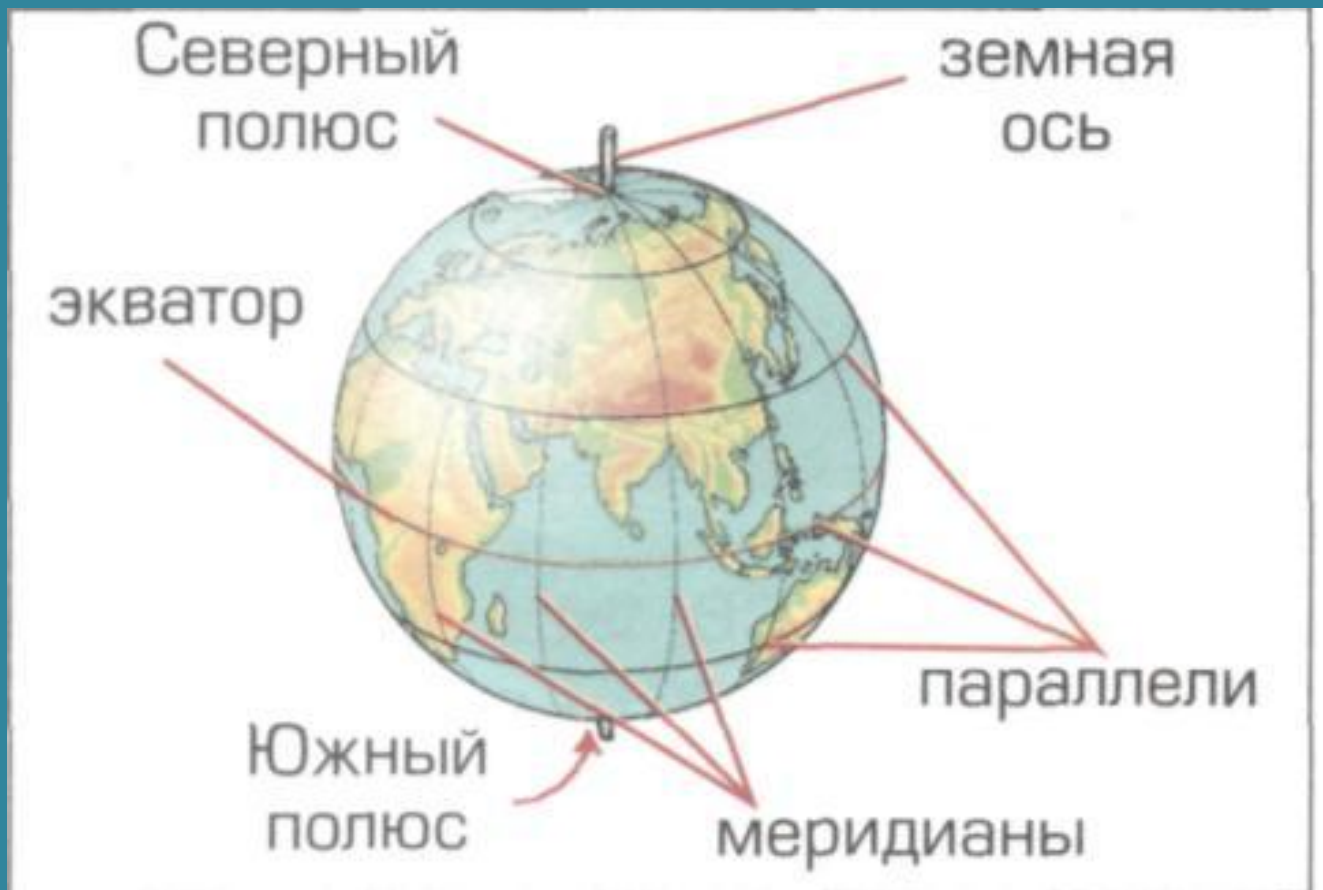 Северный
полюс
земная
ось
экватор
параллели
Южный
полюс
меридианы